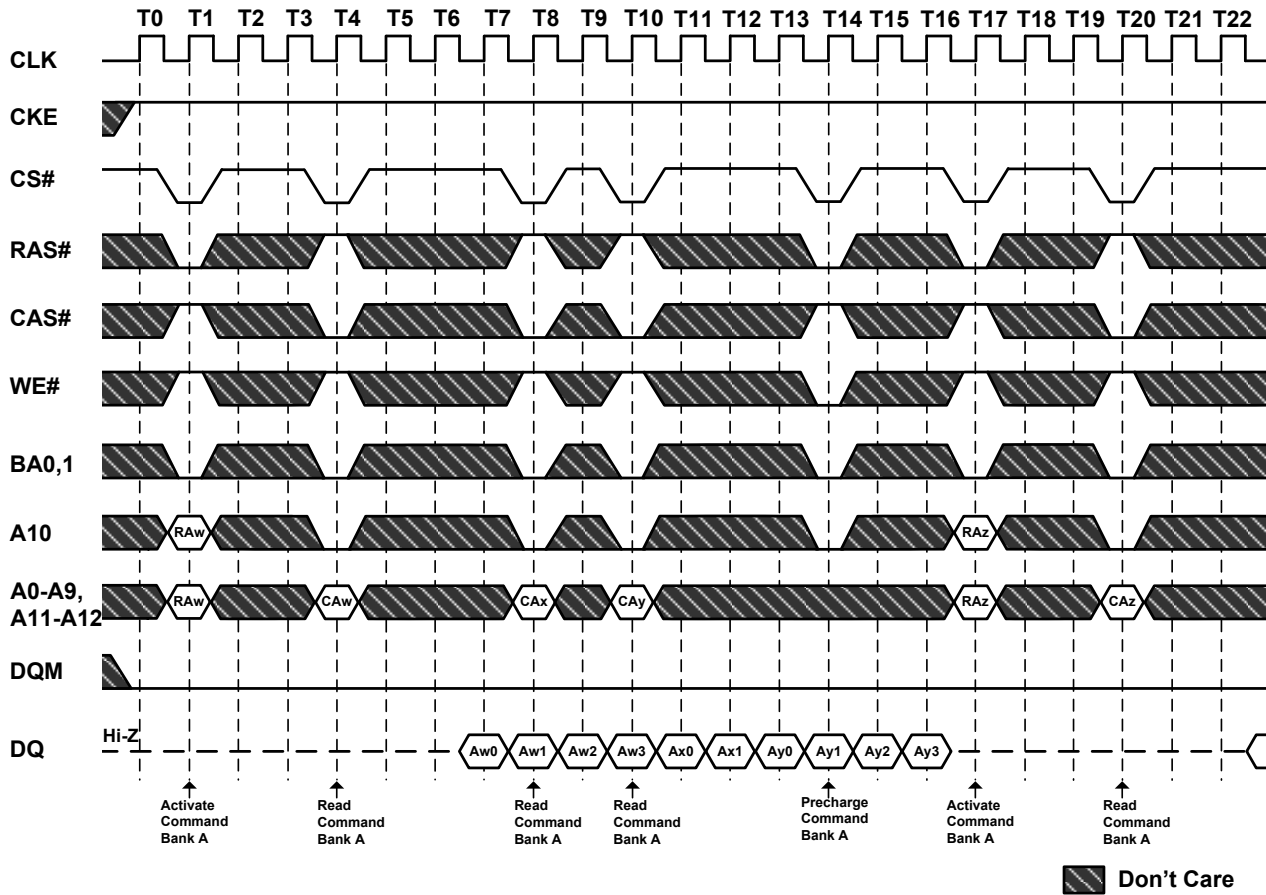 T0 T1 T2 T3 T4 T5 T6 T7 T8 T9 T10 T11 T12 T13 T14 T15 T16 T17 T18 T19 T20 T21 T22
CLK
CKE
CS#
RAS#
CAS#
WE#
BA0,1
A10
RAw RAz
A0-A9,
A11-A12
RAw CAw CAx CAy RAz CAz
DQM
DQ
Hi-Z
Aw0 Aw1 Aw2 Aw3 Ax0 Ax1 Ay0 Ay1 Ay2 Ay3
Activate
Command
Bank A
Read
Command
Bank A
Read
Command
Bank A
Read
Command
Bank A
Precharge
Command
Bank A
Activate
Command
Bank A
Read
Command
Bank A
Don't Care